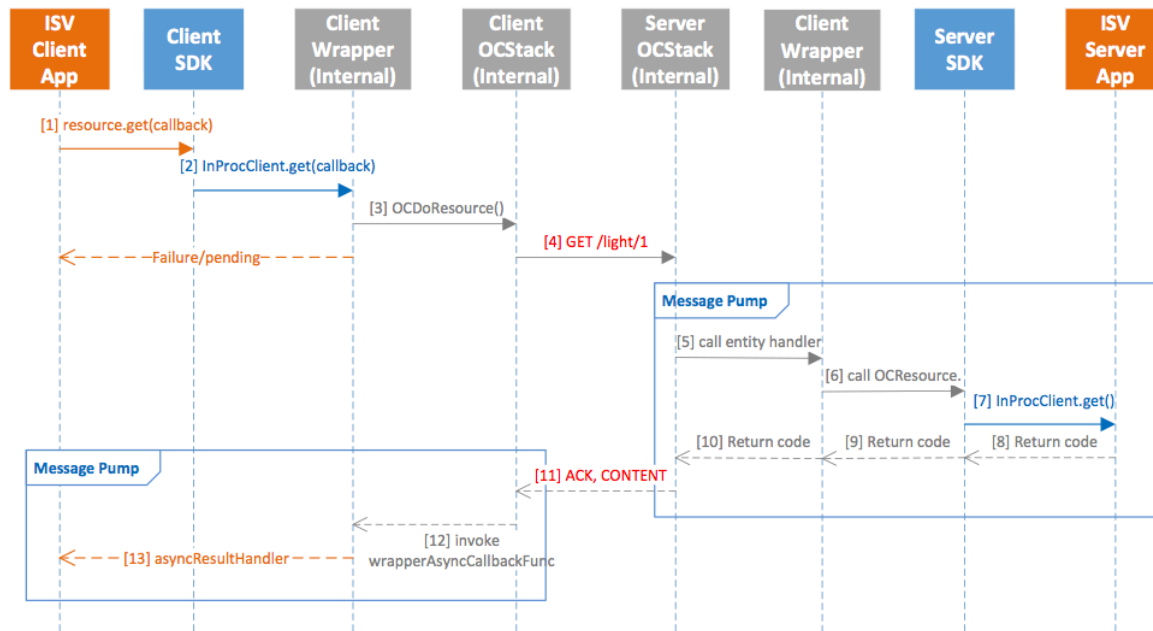 ISV
Client
App
Client
SDK
Client
Wrapper
(Internal)
Client
OCStack
(Internal)
Server
OCStack
(Internal)
Client
Wrapper
(Internal)
Server
SDK
ISV
Server
App
[1] resource.get(callback)
[2] InProcClient.get(callback)
[3] OCDoResource()
[4] GET /light/1
Failure/pending
Message Pump
[5] call entity handler
[6] call OCResource.
[7] InProcClient.get()
[10] Return code
[9] Return code
[8] Return code
Message Pump
[11] ACK, CONTENT
[12] invoke
wrapperAsyncCallbackFunc
[13] asyncResultHandler